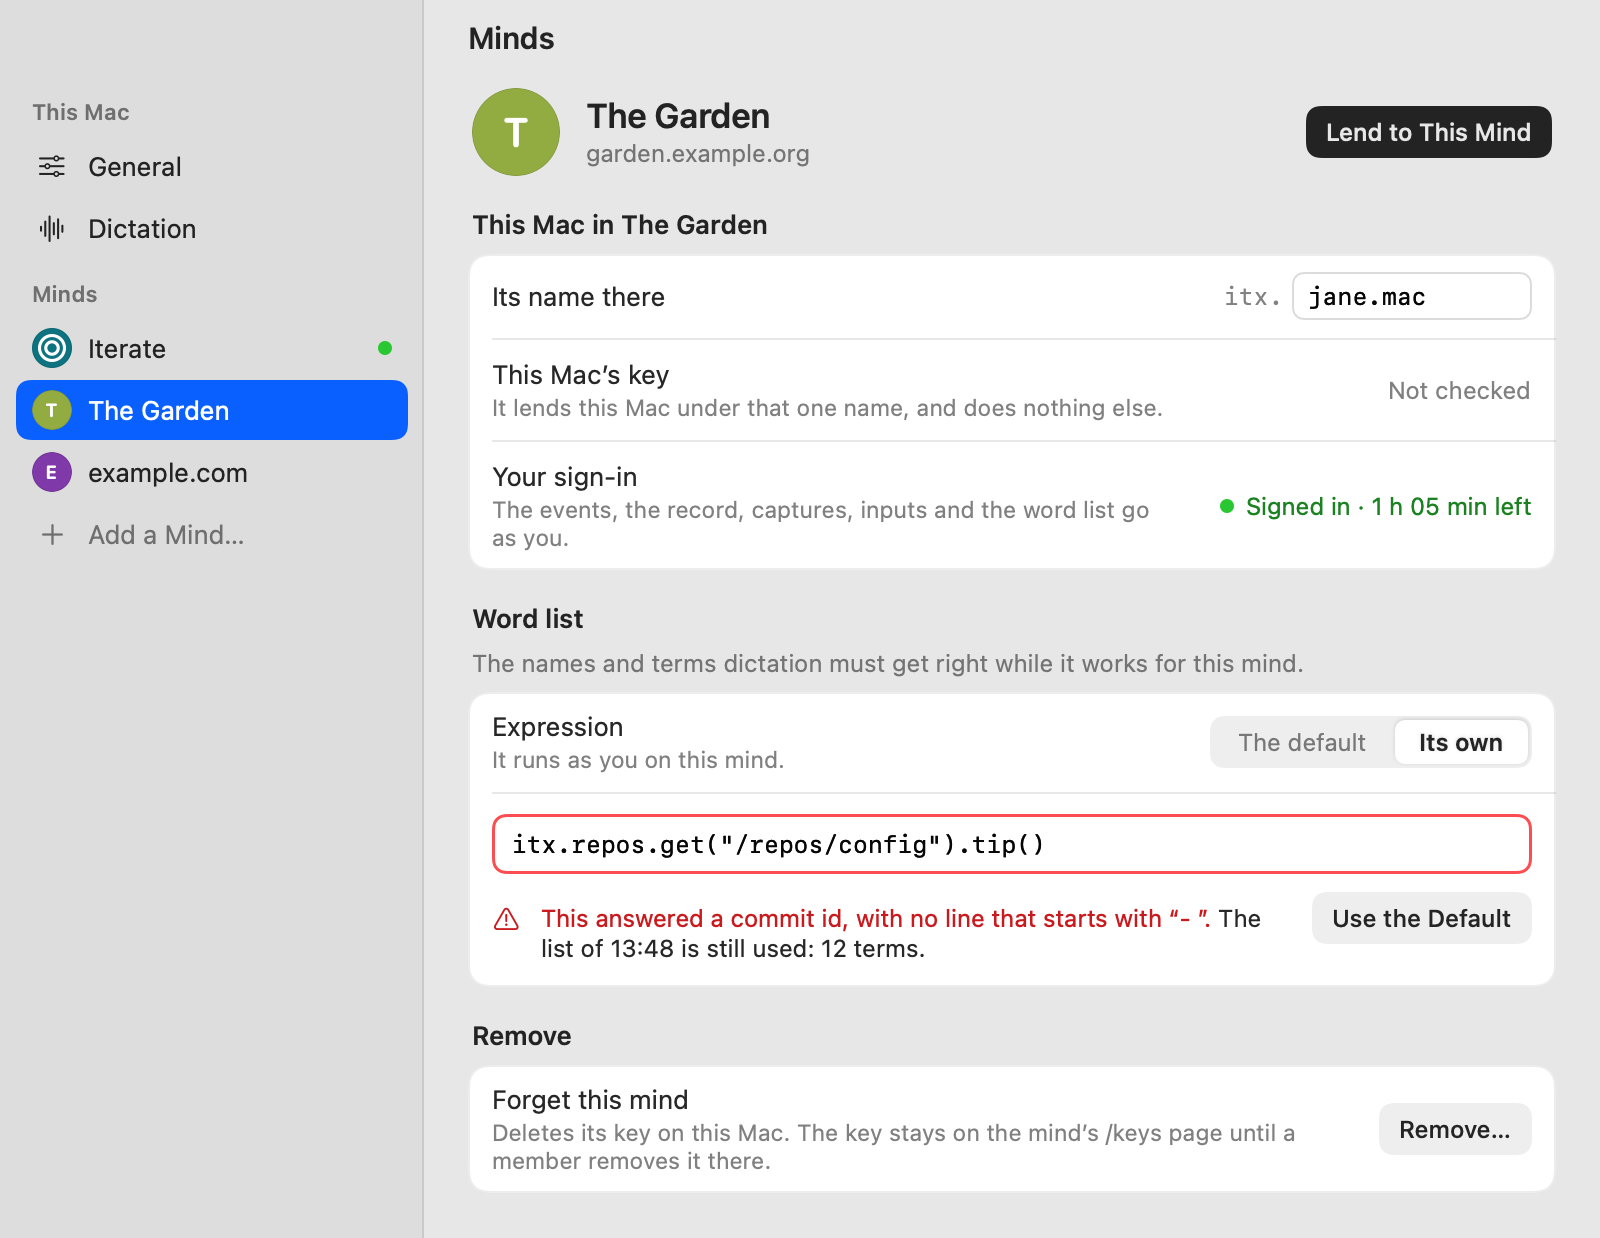 This Mac
General
Dictation
Minds
Iterate
T
The Garden
E
example.com
Add a Mind...
Minds
T
The Garden
garden.example.org
Lend to This Mind
This Mac in The Garden
Its name there
itx.
jane.mac
This Mac’s key
It lends this Mac under that one name, and does nothing else.
Not checked
Your sign-in
The events, the record, captures, inputs and the word list go
as you.
Signed in · 1 h 05 min left
Word list
The names and terms dictation must get right while it works for this mind.
Expression
It runs as you on this mind.
The default
Its own
itx.repos.get("/repos/config").tip()
This answered a commit id, with no line that starts with “- ”. The
list of 13:48 is still used: 12 terms.
Use the Default
Remove
Forget this mind
Deletes its key on this Mac. The key stays on the mind’s /keys page until a
member removes it there.
Remove...